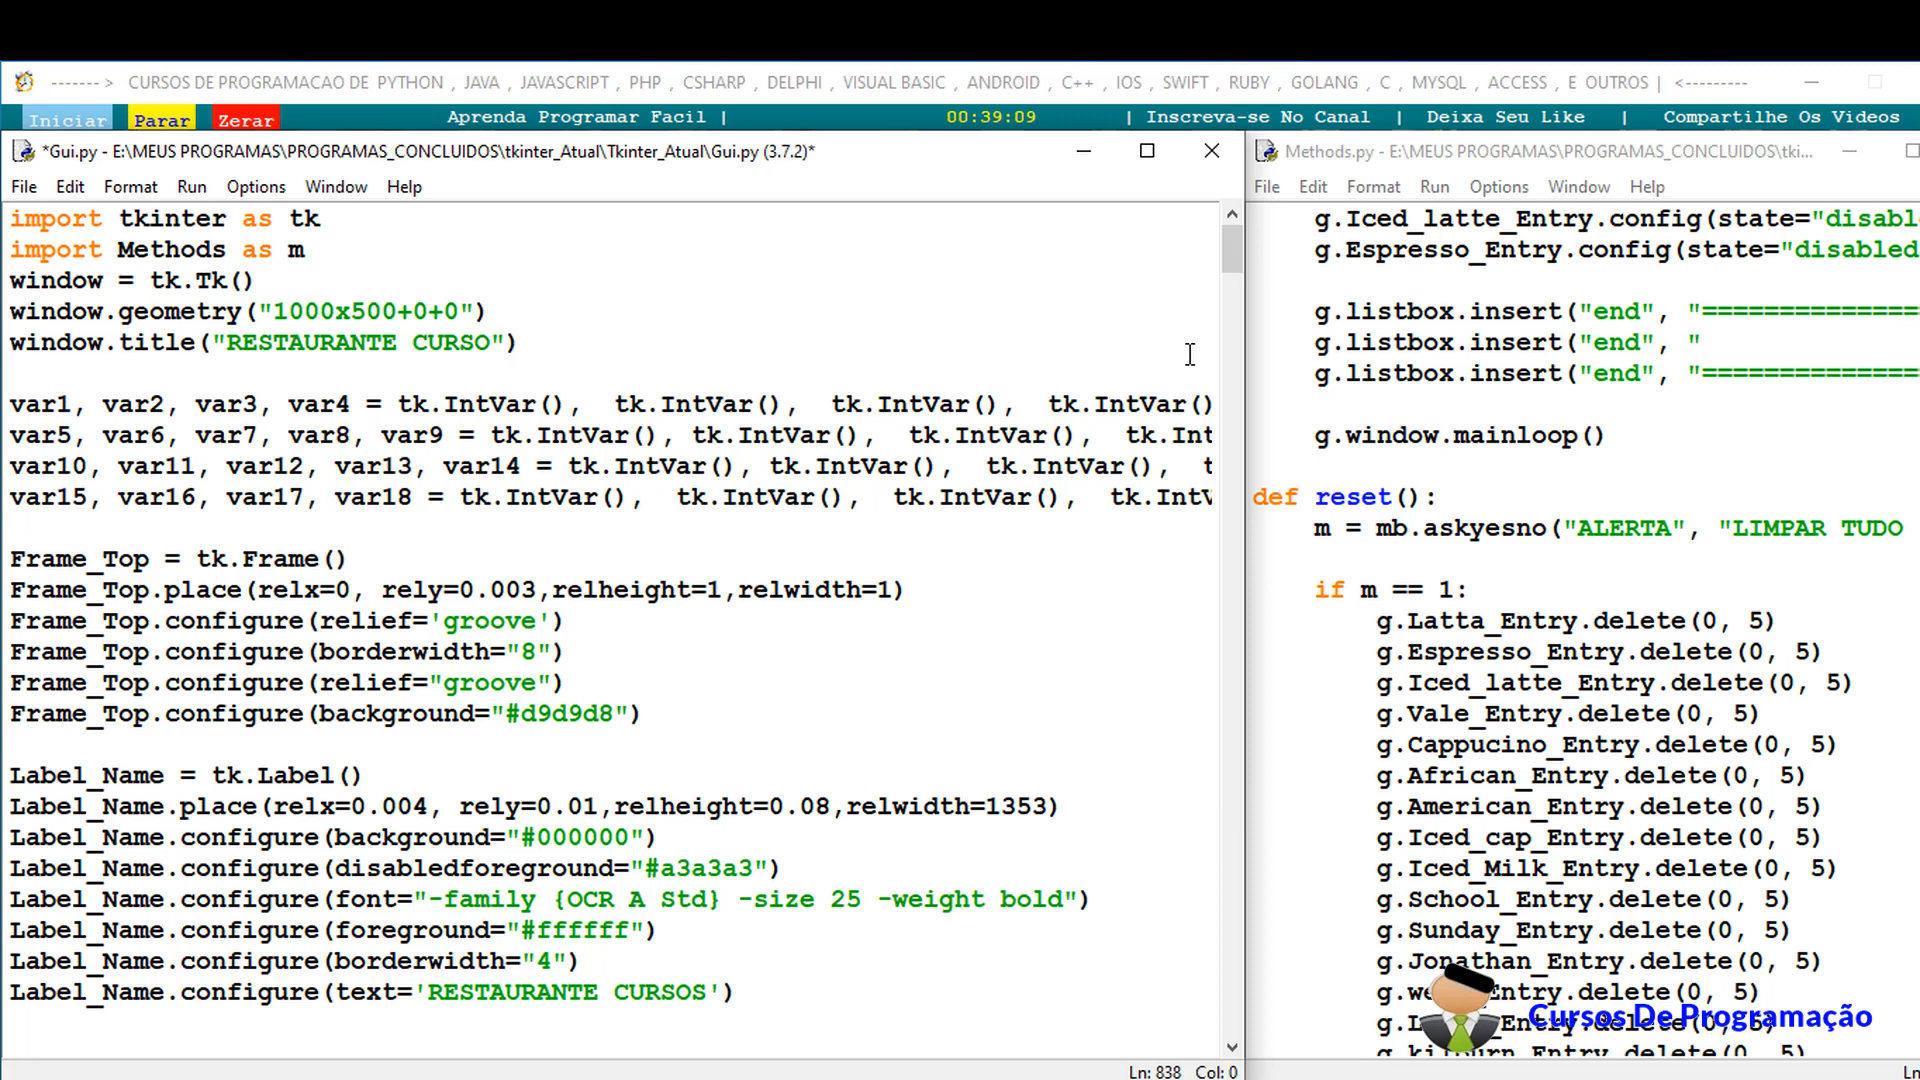 -------> CURSOS DE PROGRAMACAO DE PYTHON , JAVA , JAVASCRIPT , PHP , CSHARP , DELPHI , VISUAL BASIC , ANDROID , C++ , IOS , SWIFT , RUBY , GOLANG , C , MYSQL , ACCESS , E OUTROS | <---------
Iniciar Parar Zerar Aprenda Programar Facil | 00:39:09 | Inscreva-se No Canal | Deixa Seu Like | Compartilhe Os Videos
*Gui.py - E:\MEUS PROGRAMAS\PROGRAMAS_CONCLUIDOS\tkinter_Atual\Tkinter_Atual\Gui.py (3.7.2)*
File Edit Format Run Options Window Help
import tkinter as tk
import Methods as m
window = tk.Tk()
window.geometry("1000x500+0+0")
window.title("RESTAURANTE CURSO")
var1, var2, var3, var4 = tk.IntVar(), tk.IntVar(), tk.IntVar(), tk.IntVar()
var5, var6, var7, var8, var9 = tk.IntVar(), tk.IntVar(), tk.IntVar(), tk.Int
var10, var11, var12, var13, var14 = tk.IntVar(), tk.IntVar(), tk.IntVar(), t
var15, var16, var17, var18 = tk.IntVar(), tk.IntVar(), tk.IntVar(), tk.IntV
Frame_Top = tk.Frame()
Frame_Top.place(relx=0, rely=0.003,relheight=1,relwidth=1)
Frame_Top.configure(relief='groove')
Frame_Top.configure(borderwidth="8")
Frame_Top.configure(relief="groove")
Frame_Top.configure(background="#d9d9d8")
Label_Name = tk.Label()
Label_Name.place(relx=0.004, rely=0.01,relheight=0.08,relwidth=1353)
Label_Name.configure(background="#000000")
Label_Name.configure(disabledforeground="#a3a3a3")
Label_Name.configure(font="-family {OCR A Std} -size 25 -weight bold")
Label_Name.configure(foreground="#ffffff")
Label_Name.configure(borderwidth="4")
Label_Name.configure(text='RESTAURANTE CURSOS')
Ln: 838 Col: 0
Methods.py - E:\MEUS PROGRAMAS\PROGRAMAS_CONCLUIDOS\tki...
File Edit Format Run Options Window Help
g.Iced_latte_Entry.config(state="disabl
g.Espresso_Entry.config(state="disabled
g.listbox.insert("end", "==============
g.listbox.insert("end", "
g.listbox.insert("end", "==============
g.window.mainloop()
def reset():
m = mb.askyesno("ALERTA", "LIMPAR TUDO
if m == 1:
g.Latta_Entry.delete(0, 5)
g.Espresso_Entry.delete(0, 5)
g.Iced_latte_Entry.delete(0, 5)
g.Vale_Entry.delete(0, 5)
g.Cappucino_Entry.delete(0, 5)
g.African_Entry.delete(0, 5)
g.American_Entry.delete(0, 5)
g.Iced_cap_Entry.delete(0, 5)
g.Iced_Milk_Entry.delete(0, 5)
g.School_Entry.delete(0, 5)
g.Sunday_Entry.delete(0, 5)
g.Jonathan_Entry.delete(0, 5)
Entry.delete(0, 5)
Cursos De Programação
g.kilburn_Entry.delete(0, 5)
Ln